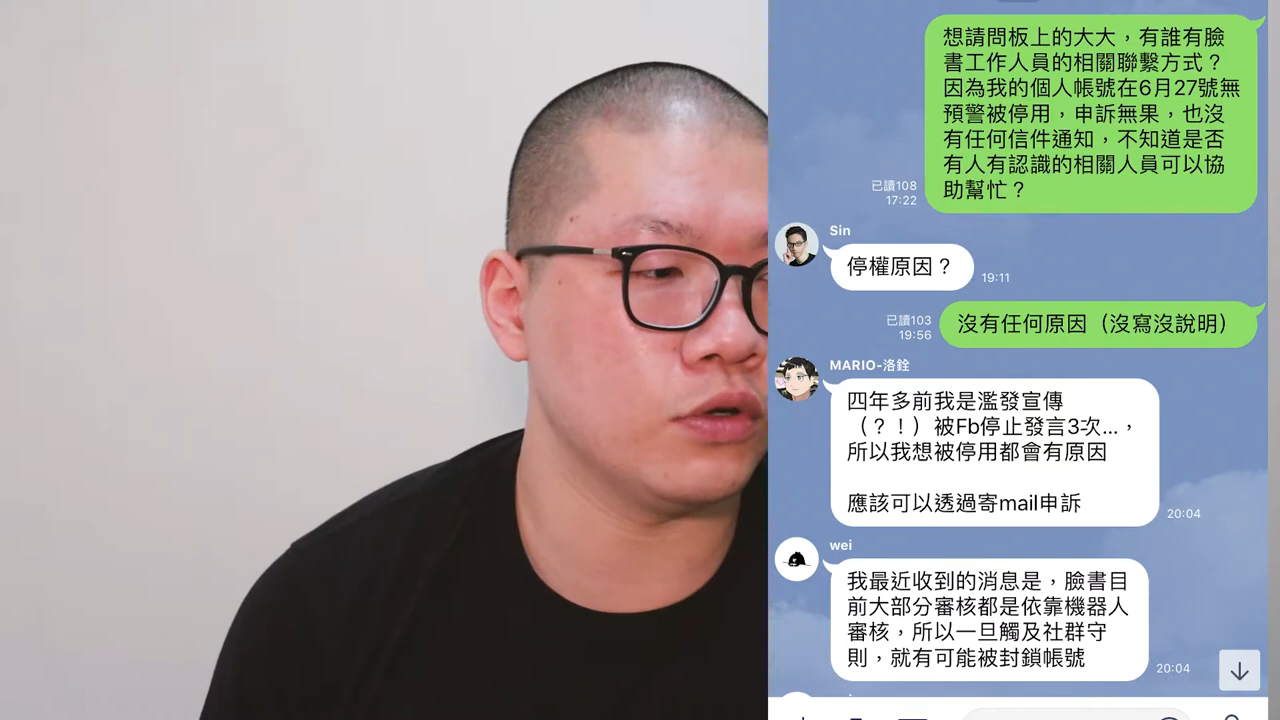 想請問板上的大大，有誰有臉
書工作人員的相關聯繫方式？
因為我的個人帳號在6月27號無
預警被停用，申訴無果，也沒
有任何信件通知，不知道是否
有人有認識的相關人員可以協
助幫忙？
已讀108
17:22
Sin
停權原因？
19:11
已讀103
19:56
沒有任何原因（沒寫沒說明）
MARIO-洛銓
四年多前我是濫發宣傳
（？！）被Fb停止發言3次...，
所以我想被停用都會有原因
應該可以透過寄mail申訴
20:04
wei
我最近收到的消息是，臉書目
前大部分審核都是依靠機器人
審核，所以一旦觸及社群守
則，就有可能被封鎖帳號
20:04